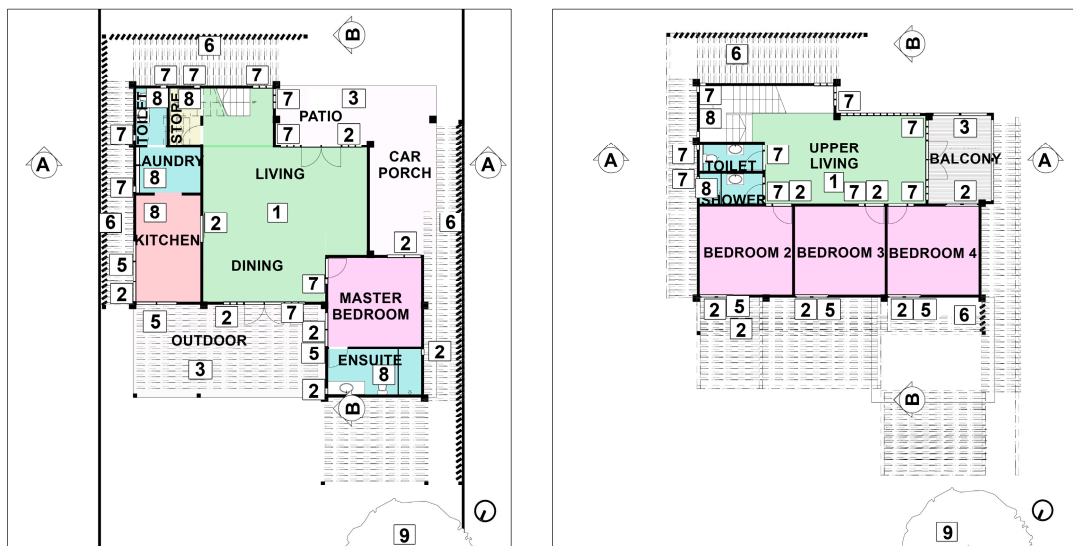 B
6
7 7 7
8 8 7 3
TOILET STORE PATIO
7 7 2
A LAUNDRY CAR A
8 LIVING PORCH
7
8 1
6 2 6
KITCHEN 2
5 DINING
7
2 MASTER
5 2 7 BEDROOM
2
OUTDOOR 5 ENSUITE 2
3 8
2
B
9
B
6
7 7
8 7 3
UPPER
7 TOILET 7 LIVING BALCONY
A A
7 1
8 7 2 7 2 7 2
SHOWER
BEDROOM 2 BEDROOM 3 BEDROOM 4
2 5 2 5 2 5 6
2
B
9